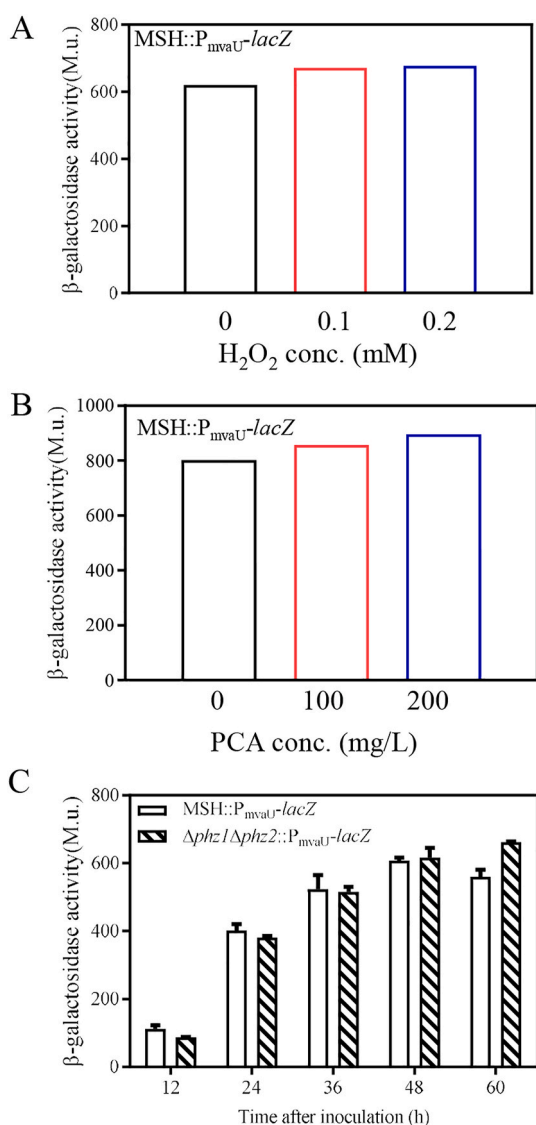 A
MSH::PmvaU-lacZ
β-galactosidase activity(M.u.)
800
600
400
200
0
0 0.1 0.2
H2O2 conc. (mM)
B
MSH::PmvaU-lacZ
β-galactosidase activity(M.u.)
1000
800
600
400
200
0
0 100 200
PCA conc. (mg/L)
C
MSH::PmvaU-lacZ
Δphz1Δphz2::PmvaU-lacZ
β-galactosidase activity(M.u.)
800
600
400
200
0
12 24 36 48 60
Time after inoculation (h)